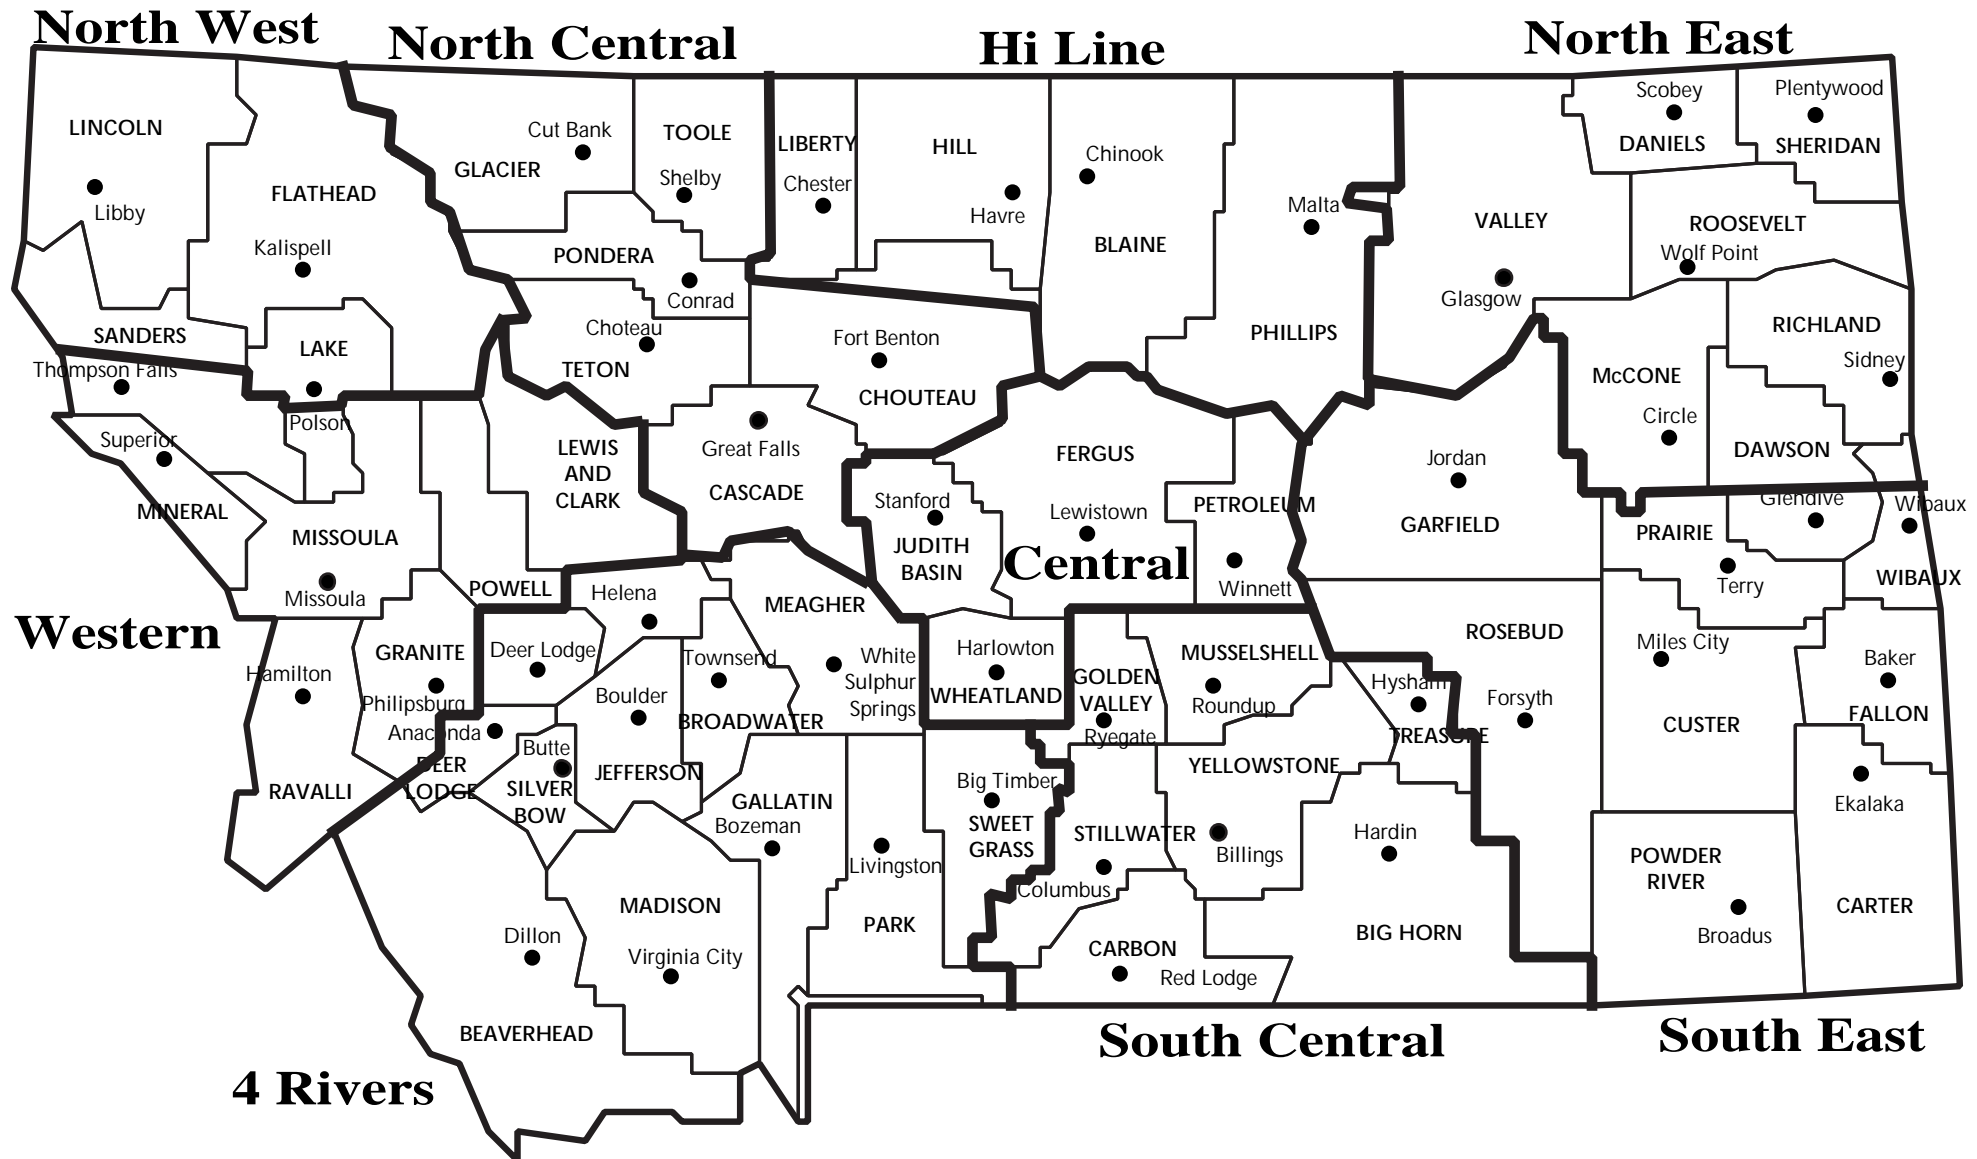 North West
North Central
Hi Line
North East
LINCOLN
Libby
FLATHEAD
Kalispell
SANDERS
Thompson Falls
LAKE
Polson
Cut Bank
GLACIER
TOOLE
Shelby
PONDERA
Conrad
Choteau
TETON
LIBERTY
Chester
HILL
Havre
Chinook
BLAINE
Malta
PHILLIPS
Fort Benton
CHOUTEAU
Scobey
DANIELS
Plentywood
SHERIDAN
VALLEY
Glasgow
ROOSEVELT
Wolf Point
RICHLAND
Sidney
McCONE
Circle
DAWSON
Glendive
Superior
MINERAL
MISSOULA
Missoula
LEWIS
AND
CLARK
POWELL
Helena
Great Falls
CASCADE
Stanford
JUDITH
BASIN
FERGUS
Lewistown
Central
PETROLEUM
Winnett
Jordan
GARFIELD
PRAIRIE
Terry
Wibaux
WIBAUX
Western
Hamilton
RAVALLI
GRANITE
Philipsburg
Deer Lodge
Anaconda
DEER
LODGE
Butte
SILVER
BOW
Boulder
JEFFERSON
Townsend
BROADWATER
MEAGHER
White
Sulphur
Springs
Harlowton
WHEATLAND
GOLDEN
VALLEY
Ryegate
MUSSELSHELL
Roundup
Hysham
TREASURE
ROSEBUD
Forsyth
Miles City
CUSTER
Baker
FALLON
Ekalaka
CARTER
GALLATIN
Bozeman
Livingston
PARK
Big Timber
SWEET
GRASS
STILLWATER
Columbus
YELLOWSTONE
Billings
Hardin
BIG HORN
CARBON
Red Lodge
POWDER
RIVER
Broadus
MADISON
Virginia City
Dillon
BEAVERHEAD
4 Rivers
South Central
South East